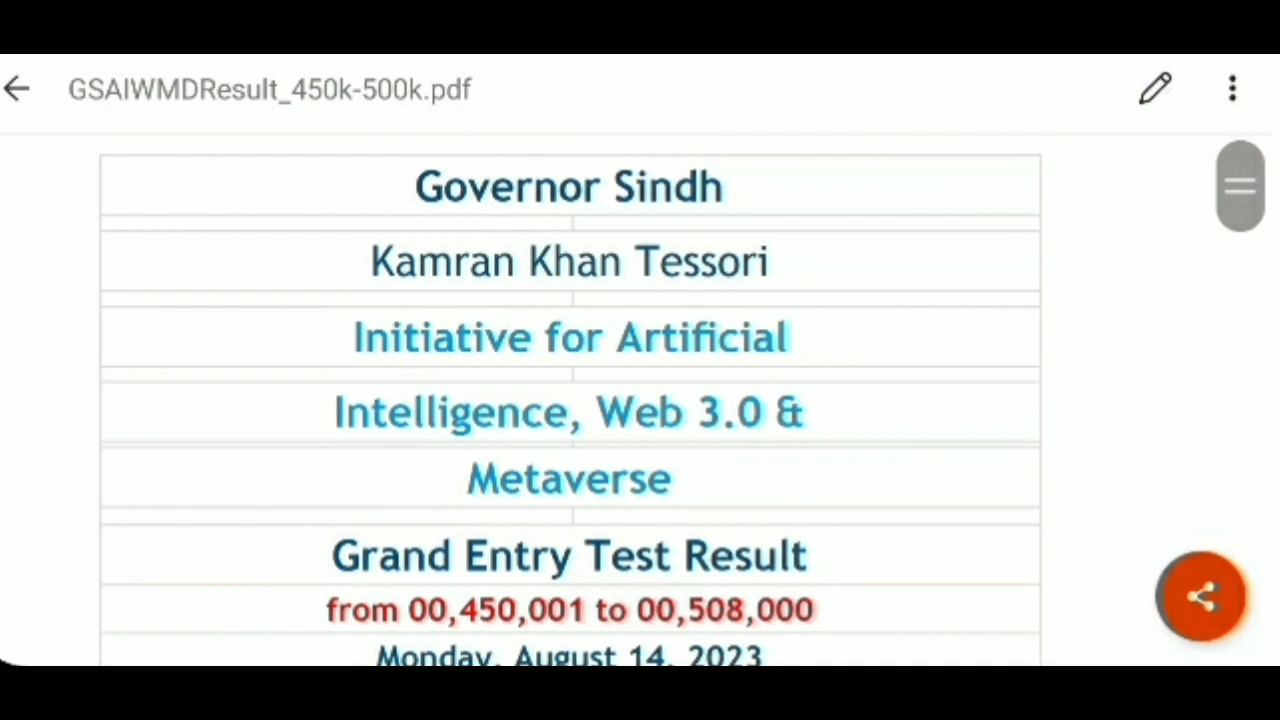 GSAIWMDResult_450k-500k.pdf
Governor Sindh
Kamran Khan Tessori
Initiative for Artificial
Intelligence, Web 3.0 &
Metaverse
Grand Entry Test Result
from 00,450,001 to 00,508,000
Monday, August 14, 2023